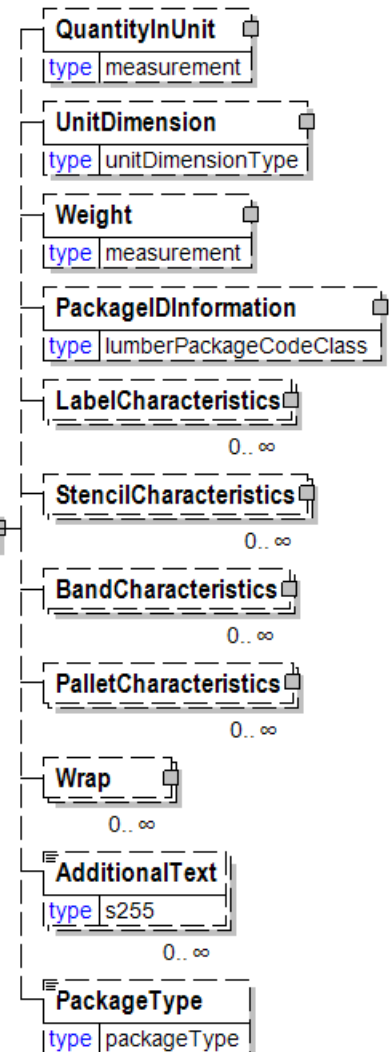 QuantityInUnit
type measurement
UnitDimension
type unitDimensionType
Weight
type measurement
PackageIDInformation
type lumberPackageCodeClass
LabelCharacteristics
0.. ∞
StencilCharacteristics
0.. ∞
BandCharacteristics
0.. ∞
PalletCharacteristics
0.. ∞
Wrap
0.. ∞
AdditionalText
type s255
0.. ∞
PackageType
type packageType